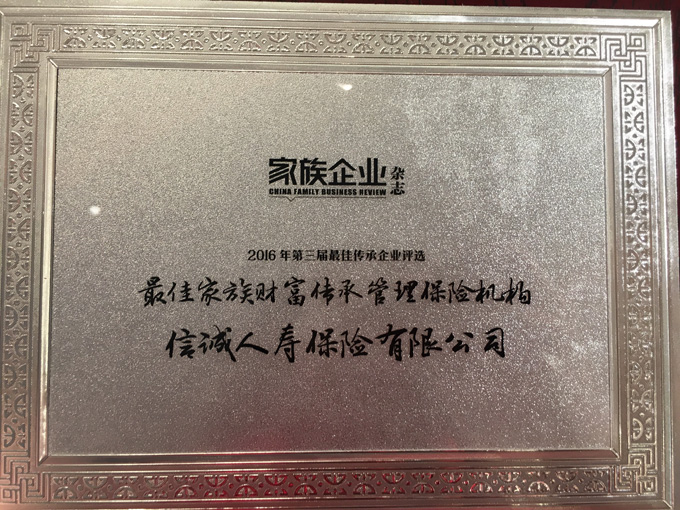 家族企业杂志
CHINA FAMILY BUSINESS REVIEW
2016年第三届最佳传承企业评选
最佳家族财富传承管理保险机构
信诚人寿保险有限公司